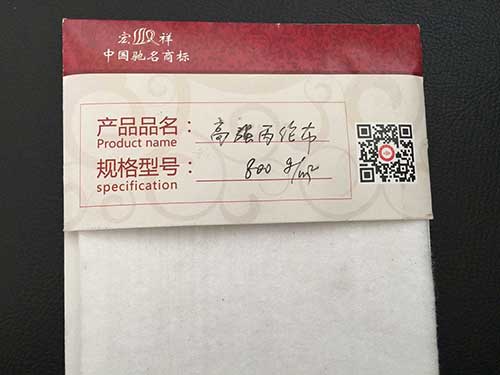 宏祥
中国驰名商标
产品品名：高强丙纶布
Product name
规格型号：800 g/㎡
specification